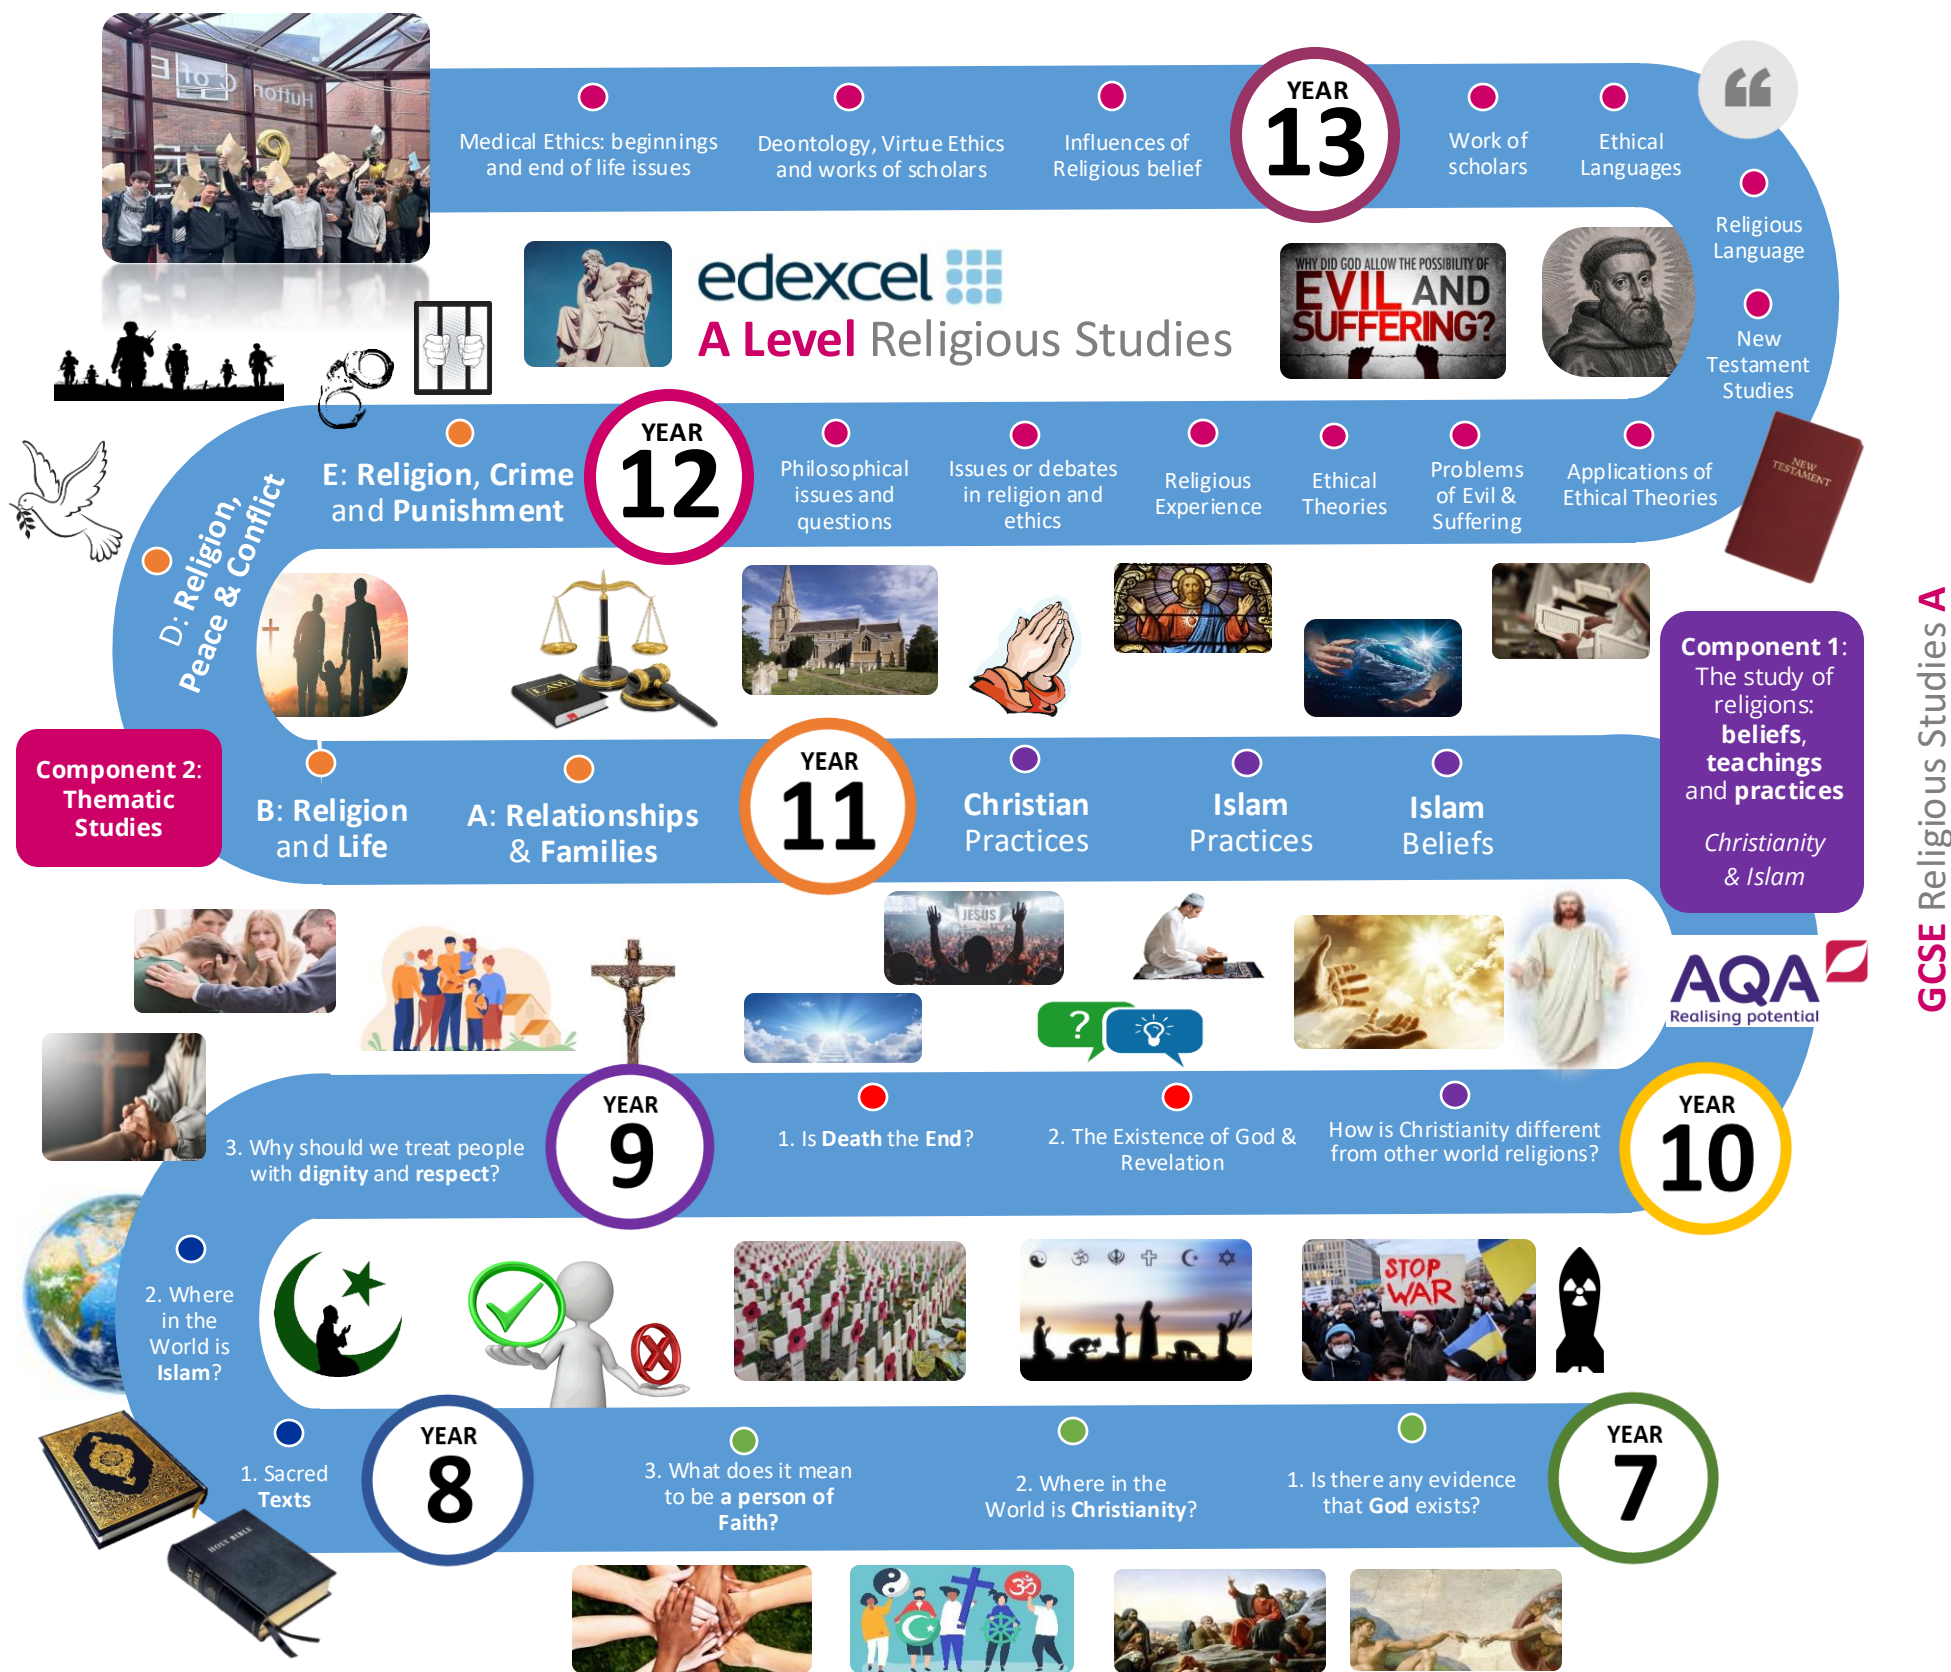 Hutton C of E
YEAR
13
Medical Ethics: beginnings
and end of life issues
Deontology, Virtue Ethics
and works of scholars
Influences of
Religious belief
Work of
scholars
Ethical
Languages
Religious
Language
New
Testament
Studies
edexcel
A Level Religious Studies
WHY DID GOD ALLOW THE POSSIBILITY OF
EVIL AND
SUFFERING?
YEAR
12
E: Religion, Crime
and Punishment
Philosophical
issues and
questions
Issues or debates
in religion and
ethics
Religious
Experience
Ethical
Theories
Problems
of Evil &
Suffering
Applications of
Ethical Theories
NEW
TESTAMENT
D: Religion,
Peace & Conflict
LAW
Component 1:
The study of
religions:
beliefs,
teachings
and practices
Christianity
& Islam
GCSE Religious Studies A
Component 2:
Thematic
Studies
B: Religion
and Life
A: Relationships
& Families
YEAR
11
Christian
Practices
Islam
Practices
Islam
Beliefs
JESUS
?
AQA
Realising potential
3. Why should we treat people
with dignity and respect?
YEAR
9
1. Is Death the End?
2. The Existence of God &
Revelation
How is Christianity different
from other world religions?
YEAR
10
2. Where
in the
World is
Islam?
STOP
WAR
1. Sacred
Texts
YEAR
8
3. What does it mean
to be a person of
Faith?
2. Where in the
World is Christianity?
1. Is there any evidence
that God exists?
YEAR
7
HOLY BIBLE